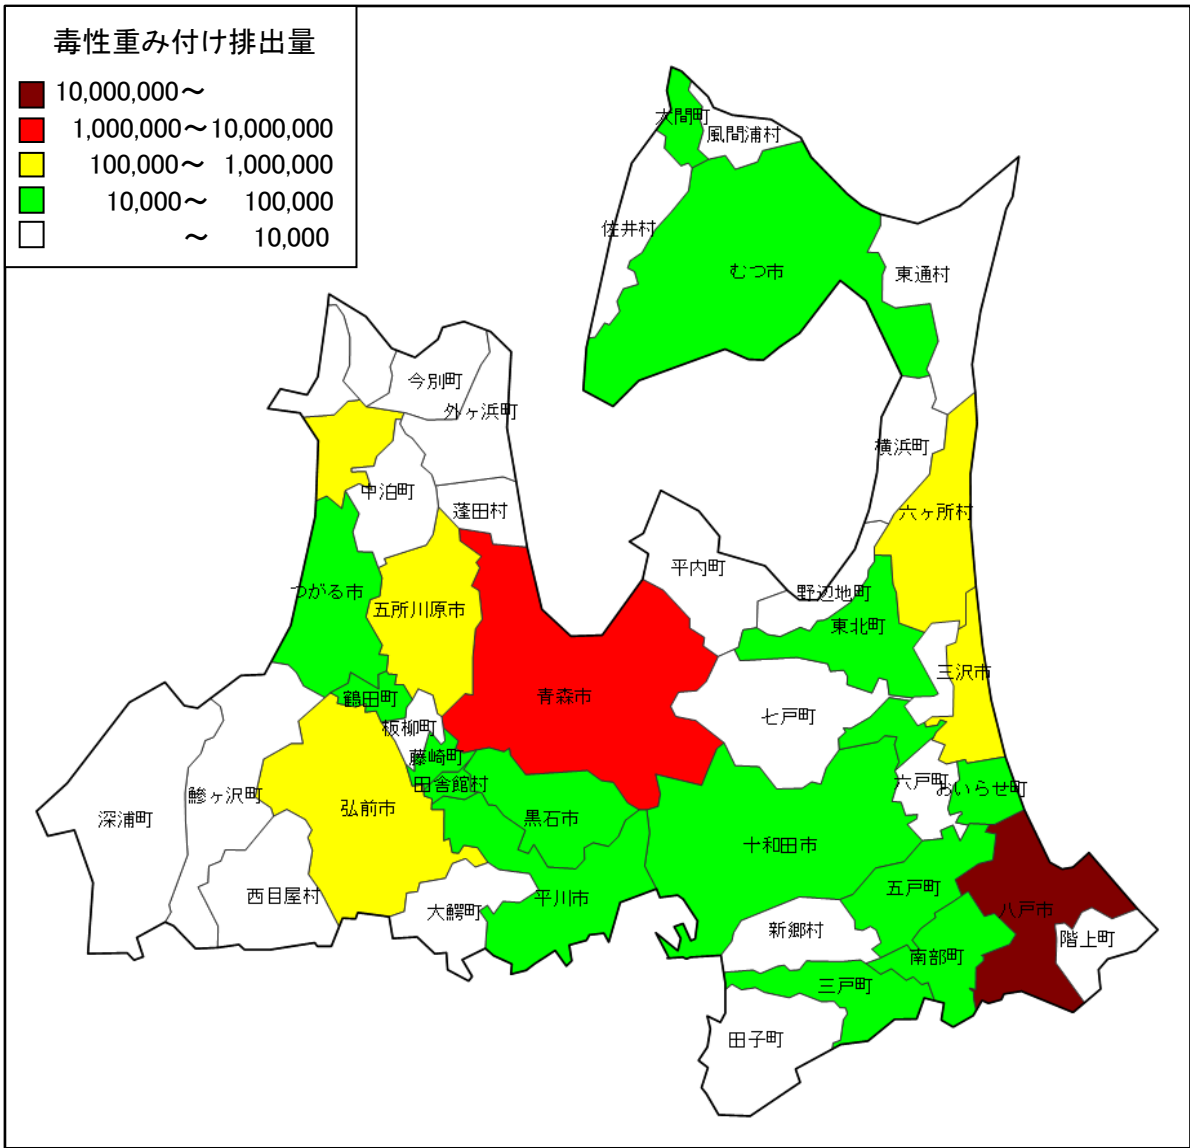 毒性重み付け排出量
10,000,000～
1,000,000～10,000,000
100,000～ 1,000,000
10,000～ 100,000
～ 10,000
大間町
風間浦村
佐井村
むつ市
東通村
今別町
外ヶ浜町
横浜町
中泊町
蓬田村
六ヶ所村
平内町
つがる市
野辺地町
五所川原市
東北町
三沢市
鶴田町
青森市
七戸町
板柳町
藤崎町
田舎館村
六戸町
おいらせ町
鰺ヶ沢町
弘前市
深浦町
黒石市
十和田市
西目屋村
五戸町
平川市
大鰐町
八戸市
新郷村
階上町
南部町
三戸町
田子町